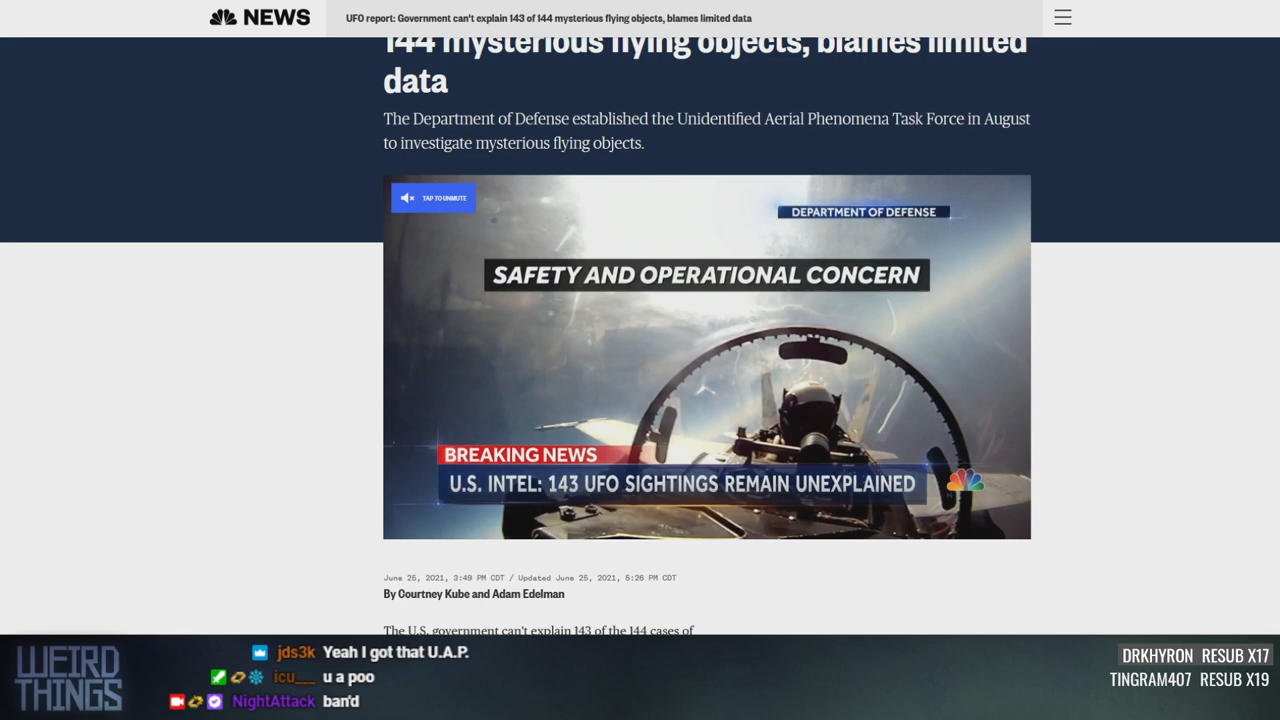 NEWS
UFO report: Government can't explain 143 of 144 mysterious flying objects, blames limited data
144 mysterious flying objects, blames limited
data
The Department of Defense established the Unidentified Aerial Phenomena Task Force in August
to investigate mysterious flying objects.
TAP TO UNMUTE
DEPARTMENT OF DEFENSE
SAFETY AND OPERATIONAL CONCERN
BREAKING NEWS
U.S. INTEL: 143 UFO SIGHTINGS REMAIN UNEXPLAINED
June 25, 2021, 3:49 PM CDT / Updated June 25, 2021, 5:26 PM CDT
By Courtney Kube and Adam Edelman
The U.S. government can't explain 143 of the 144 cases of
WEIRD
THINGS
jds3k Yeah I got that U.A.P.
icu___ u a poo
NightAttack ban'd
DRKHYRON RESUB X17
TINGRAM407 RESUB X19